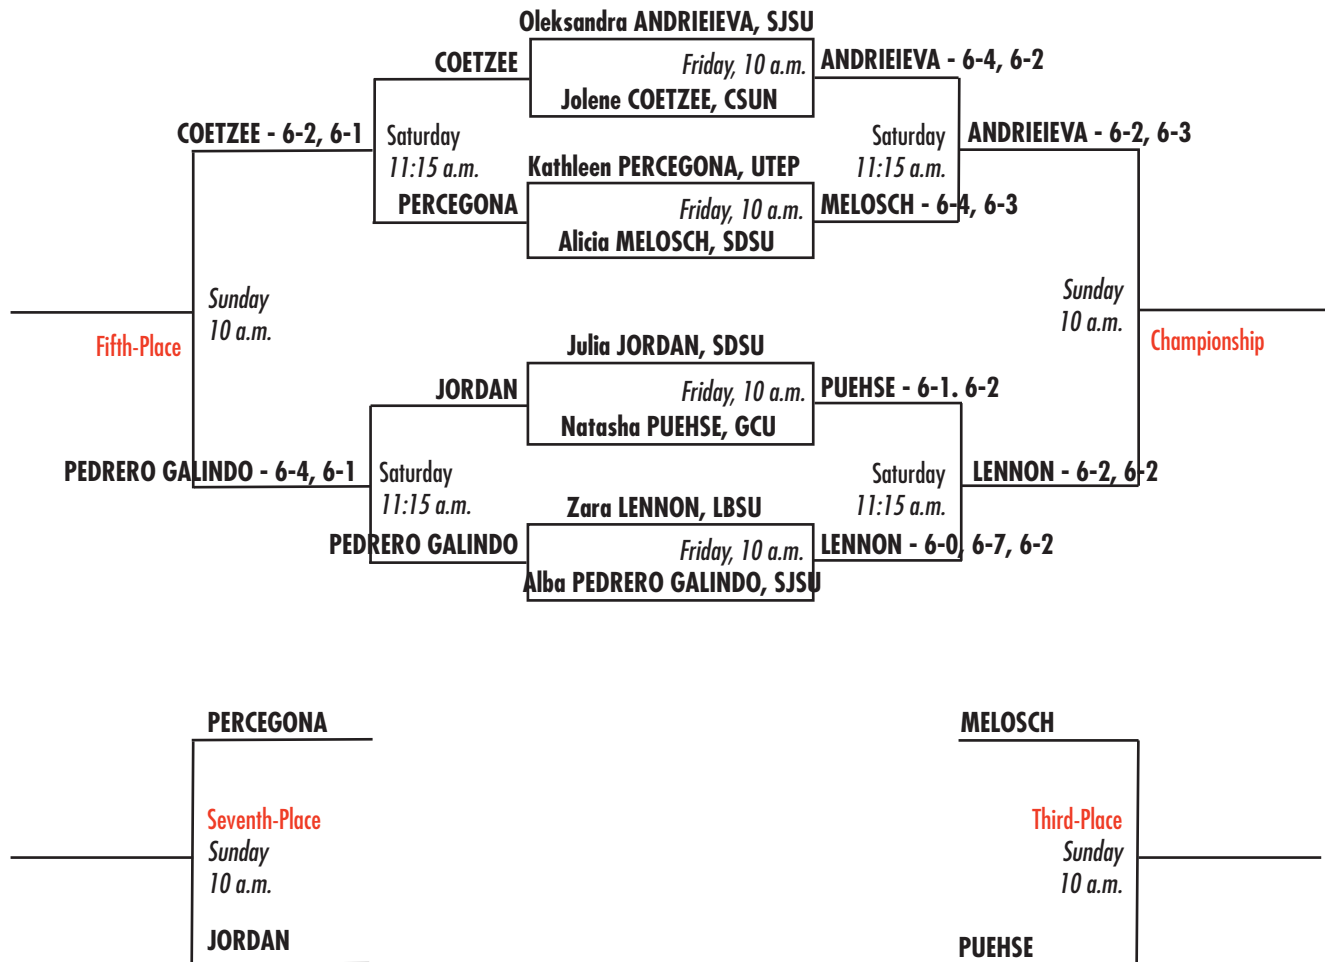 Oleksandra ANDRIEIEVA, SJSU
COETZEE
Friday, 10 a.m.
ANDRIEIEVA - 6-4, 6-2
Jolene COETZEE, CSUN
COETZEE - 6-2, 6-1
Saturday
11:15 a.m.
Saturday
11:15 a.m.
ANDRIEIEVA - 6-2, 6-3
Kathleen PERCEGONA, UTEP
PERCEGONA
Friday, 10 a.m.
MELOSCH - 6-4, 6-3
Alicia MELOSCH, SDSU
Sunday
10 a.m.
Fifth-Place
Sunday
10 a.m.
Championship
Julia JORDAN, SDSU
JORDAN
Friday, 10 a.m.
PUEHSE - 6-1. 6-2
Natasha PUEHSE, GCU
PEDRERO GALINDO - 6-4, 6-1
Saturday
11:15 a.m.
Saturday
11:15 a.m.
LENNON - 6-2, 6-2
Zara LENNON, LBSU
PEDRERO GALINDO
Friday, 10 a.m.
LENNON - 6-0, 6-7, 6-2
Alba PEDRERO GALINDO, SJSU
PERCEGONA
MELOSCH
Seventh-Place
Sunday
10 a.m.
Third-Place
Sunday
10 a.m.
JORDAN
PUEHSE